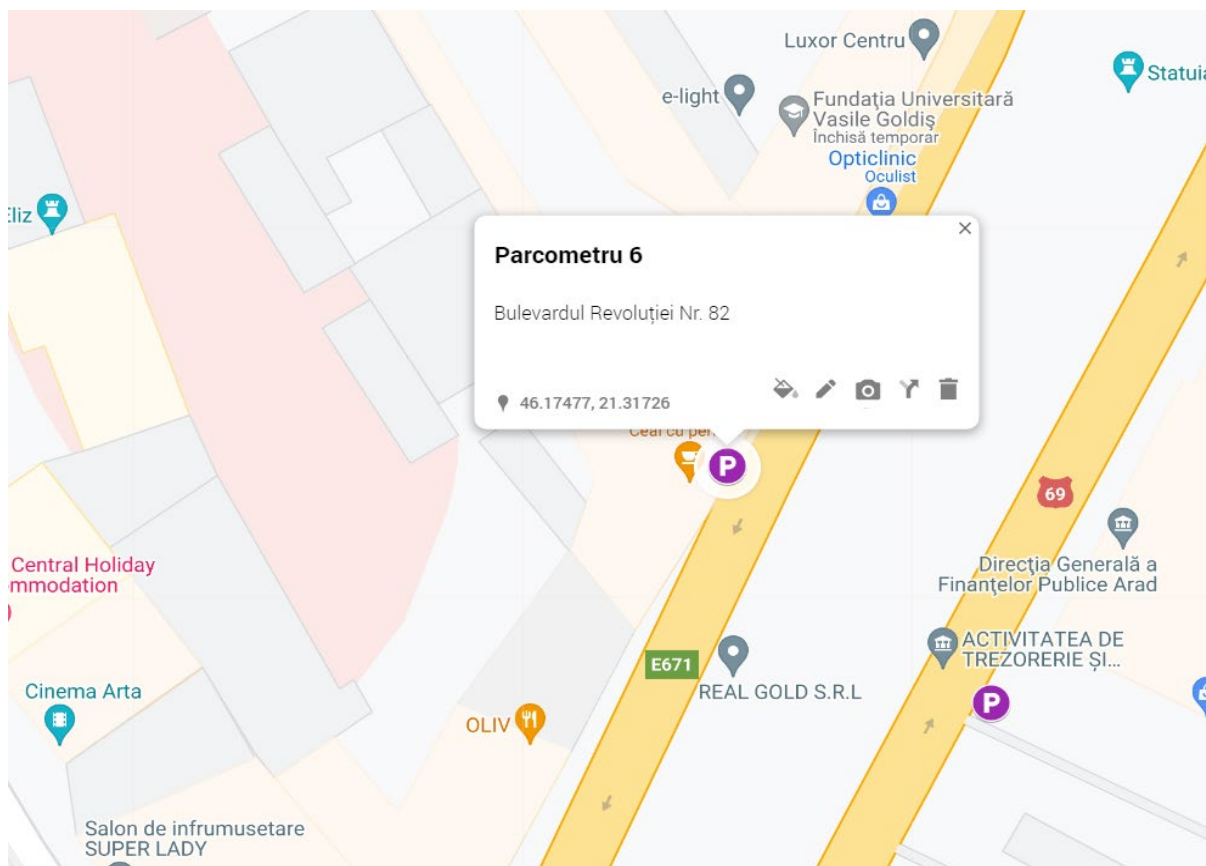 Luxor Centru
Statuia
e-light
Fundația Universitară
Vasile Goldiș
Închisă temporar
Opticlinic
Oculist
Eliz
Parcometru 6
Bulevardul Revoluției Nr. 82
46.17477, 21.31726
Ceai cu
P
69
Central Holiday
Direcția Generală a
Finanțelor Publice Arad
E671
ACTIVITATEA DE
TREZORERIE ȘI...
REAL GOLD S.R.L
P
Cinema Arta
OLIV
Salon de infrumusetare
SUPER LADY